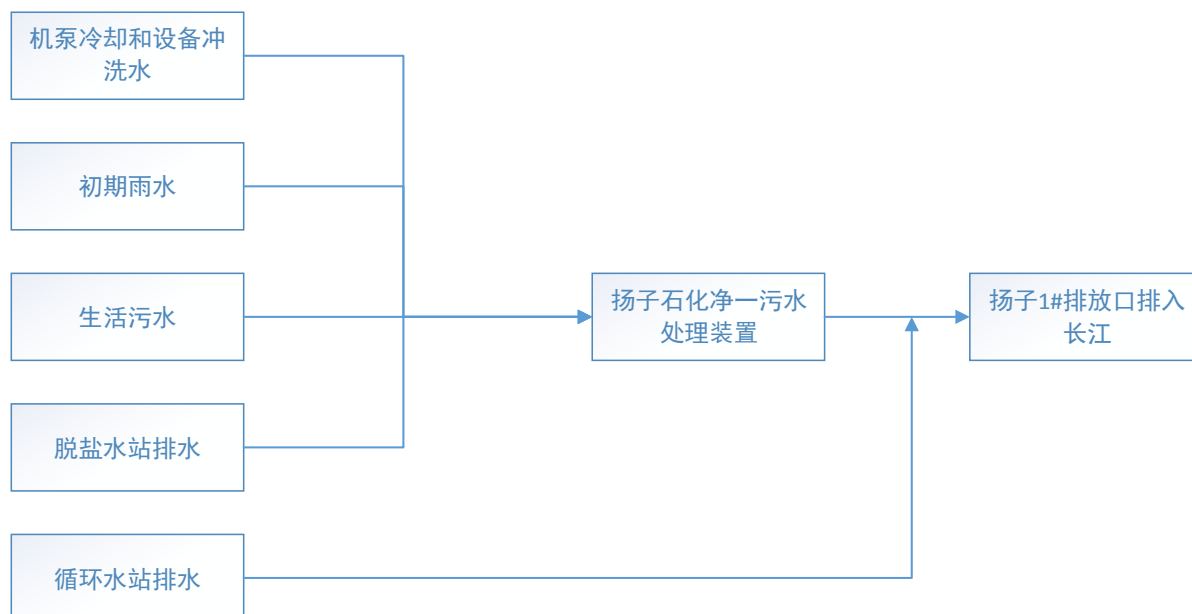 机泵冷却和设备冲
洗水
初期雨水
生活污水
扬子石化净一污水
处理装置
扬子1#排放口排入
长江
脱盐水站排水
循环水站排水